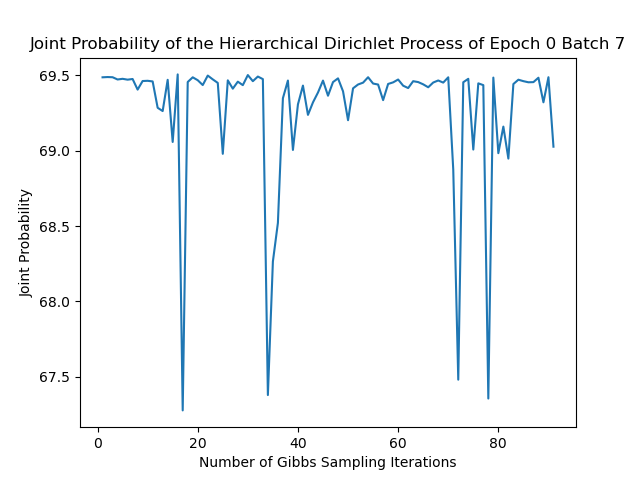 Joint Probability of the Hierarchical Dirichlet Process of Epoch 0 Batch 7
69.5
69.0
68.5
68.0
67.5
Joint Probability
0 20 40 60 80
Number of Gibbs Sampling Iterations